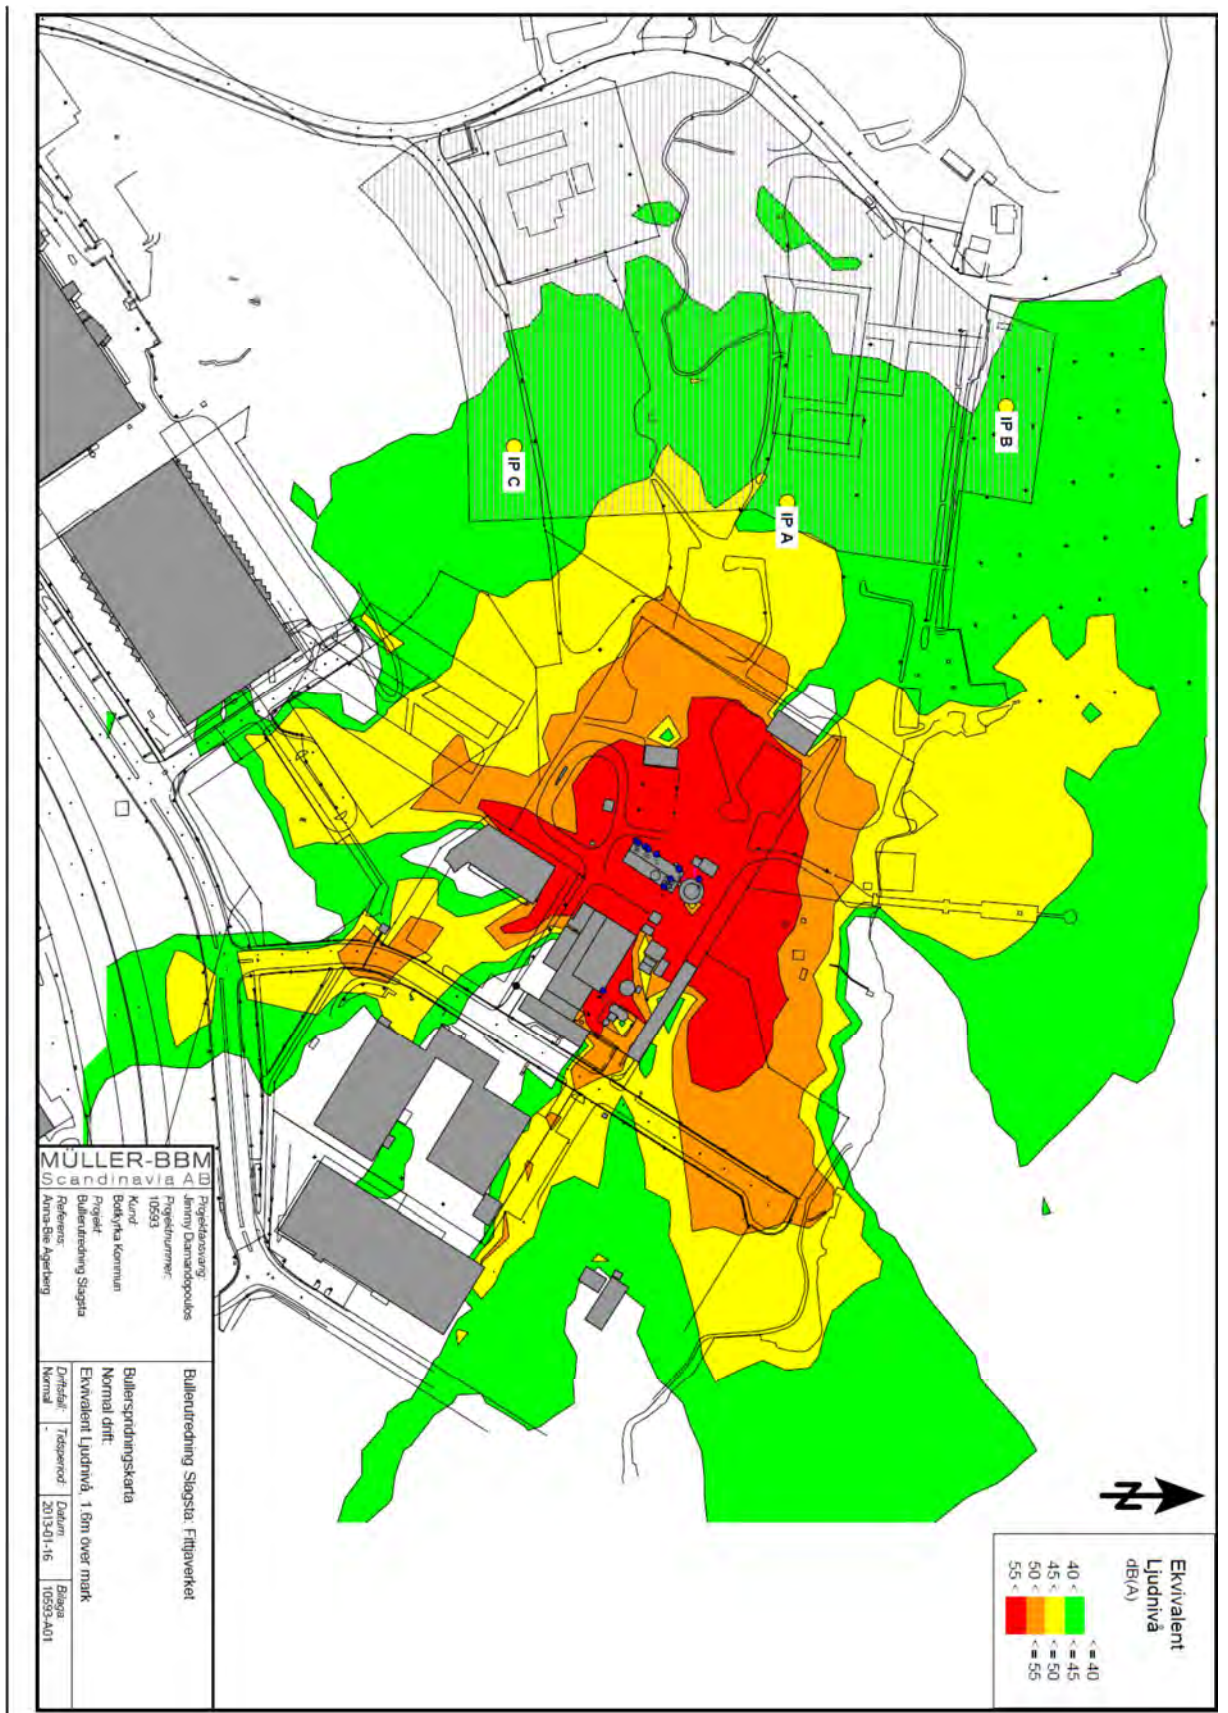 IP B
IP A
IP C
N
Ekvivalent
Ljudnivå
dB(A)
<= 40
40 < <= 45
45 < <= 50
50 < <= 55
55 <
MÜLLER-BBM
Scandinavia AB
Projektansvarig:
Jimmy Diamandopoulos
Projektnummer:
10593
Kund:
Botkyrka Kommun
Projekt:
Bullerutredning Slagsta
Referens:
Anna-Bie Agerberg
Bullerutredning Slagsta: Fittjaverket
Bullerspridningskarta
Normal drift:
Ekvivalent Ljudnivå, 1.6m över mark
Driftsfall:
Normal
Tidsperiod:
-
Datum
2013-01-16
Bilaga
10593-A01